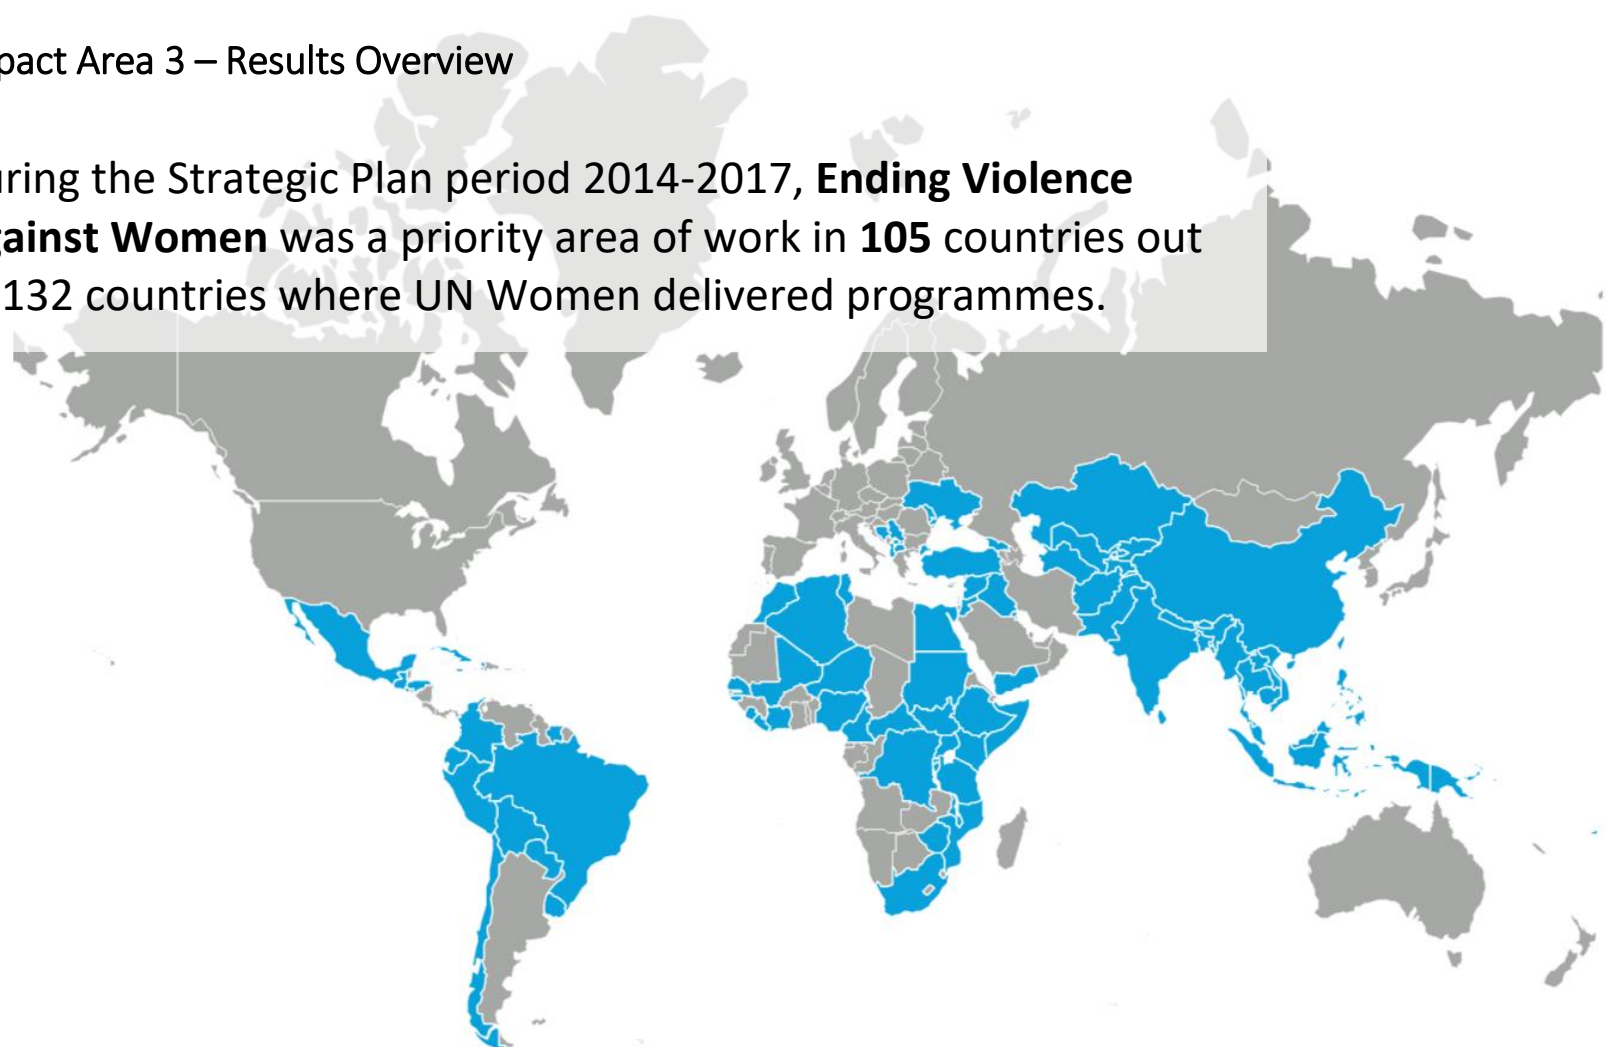 pact Area 3 – Results Overview
uring the Strategic Plan period 2014-2017, Ending Violence
gainst Women was a priority area of work in 105 countries out
132 countries where UN Women delivered programmes.